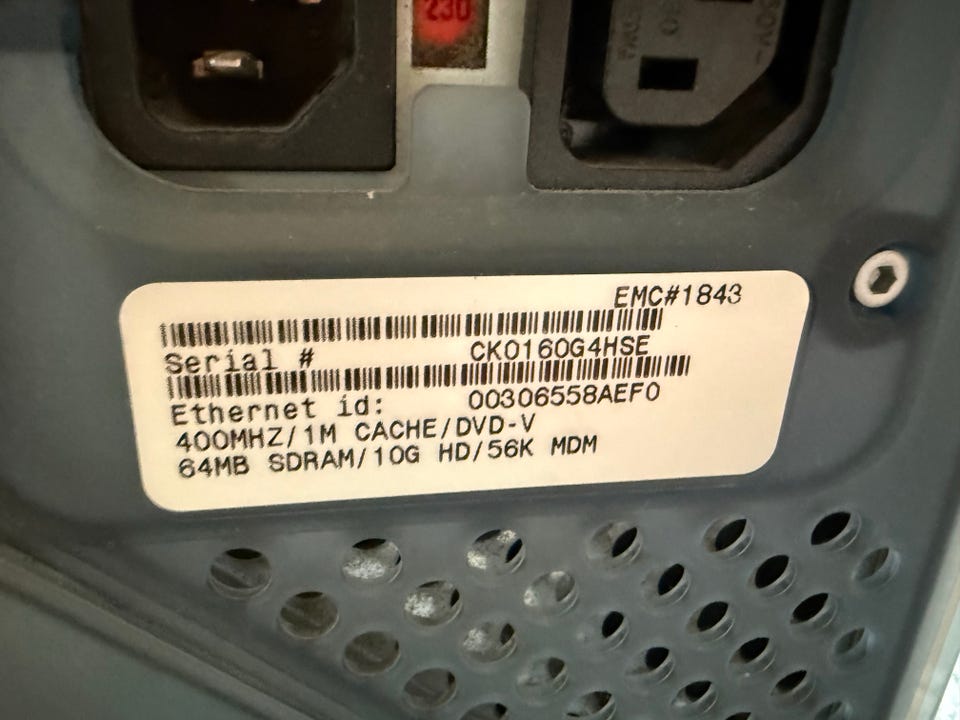 230
EMC#1843
Serial # CK0160G4HSE
Ethernet id: 00306558AEF0
400MHZ/1M CACHE/DVD-V
64MB SDRAM/10G HD/56K MDM